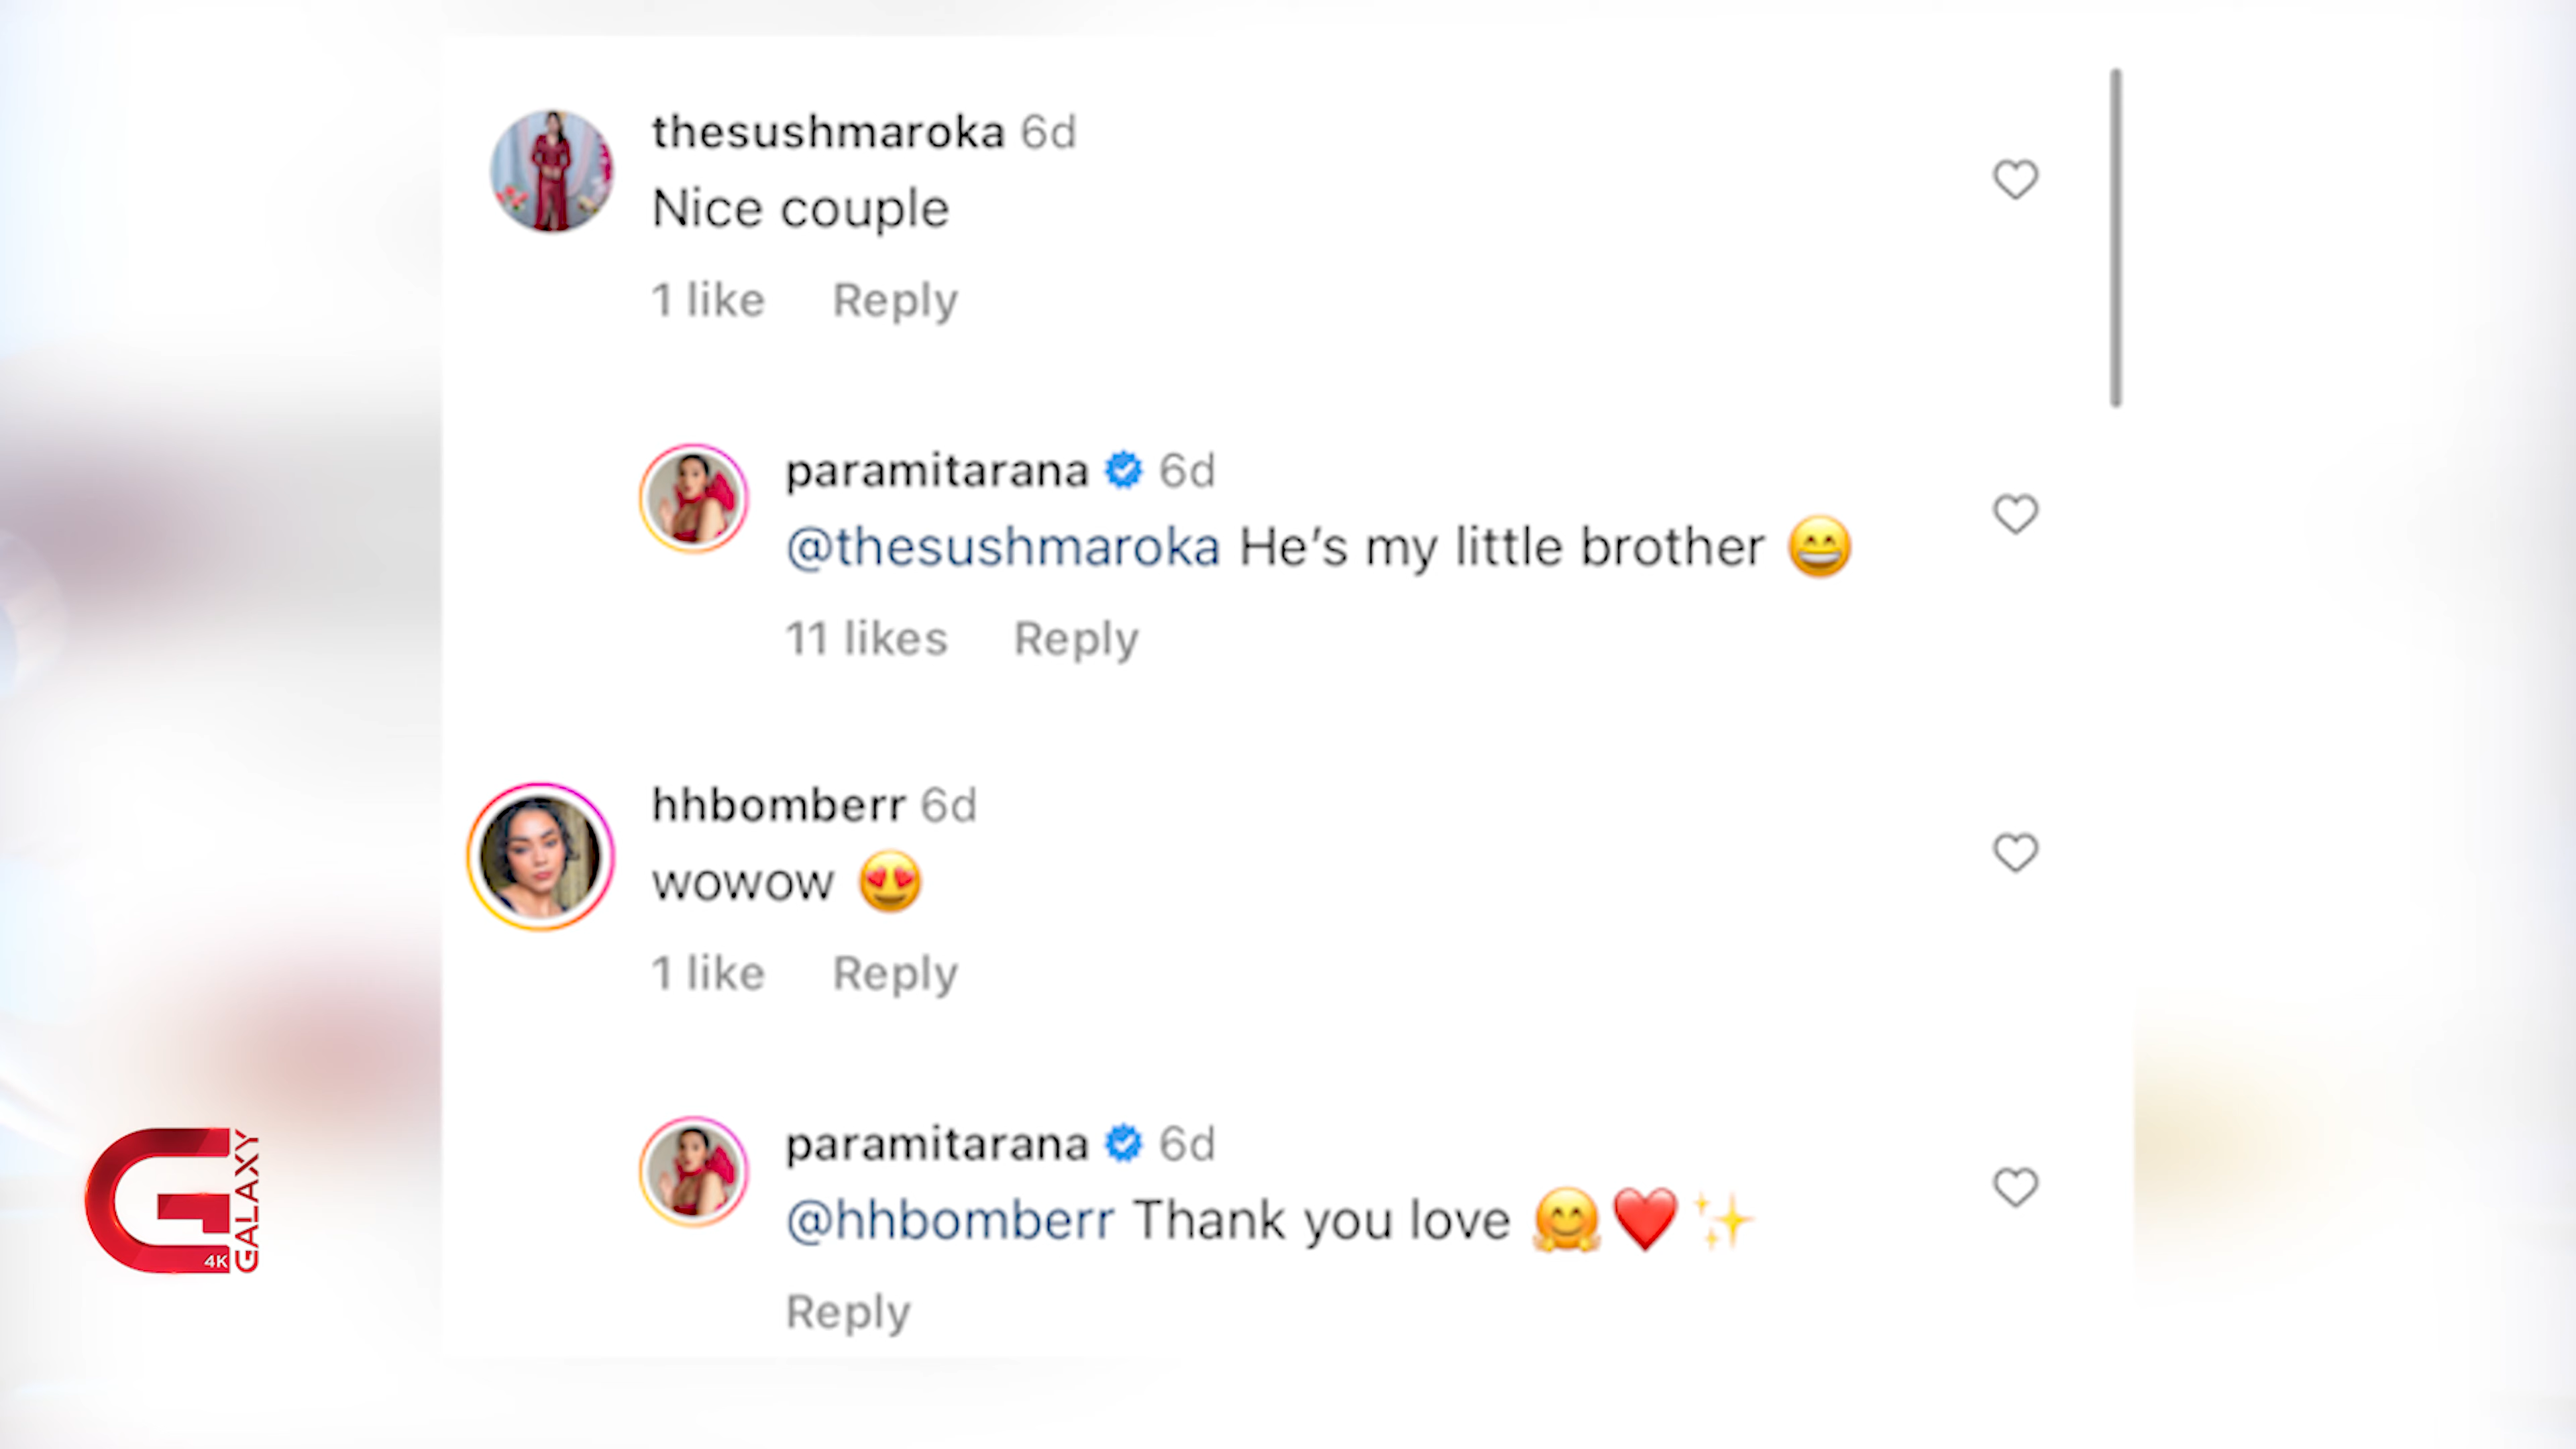 thesushmaroka 6d
Nice couple
1 like Reply
paramitarana 6d
@thesushmaroka He's my little brother 😁
11 likes Reply
hhbomberr 6d
wowow 😍
1 like Reply
paramitarana 6d
@hhbomberr Thank you love 🤗❤️✨
Reply
4K
GALAXY